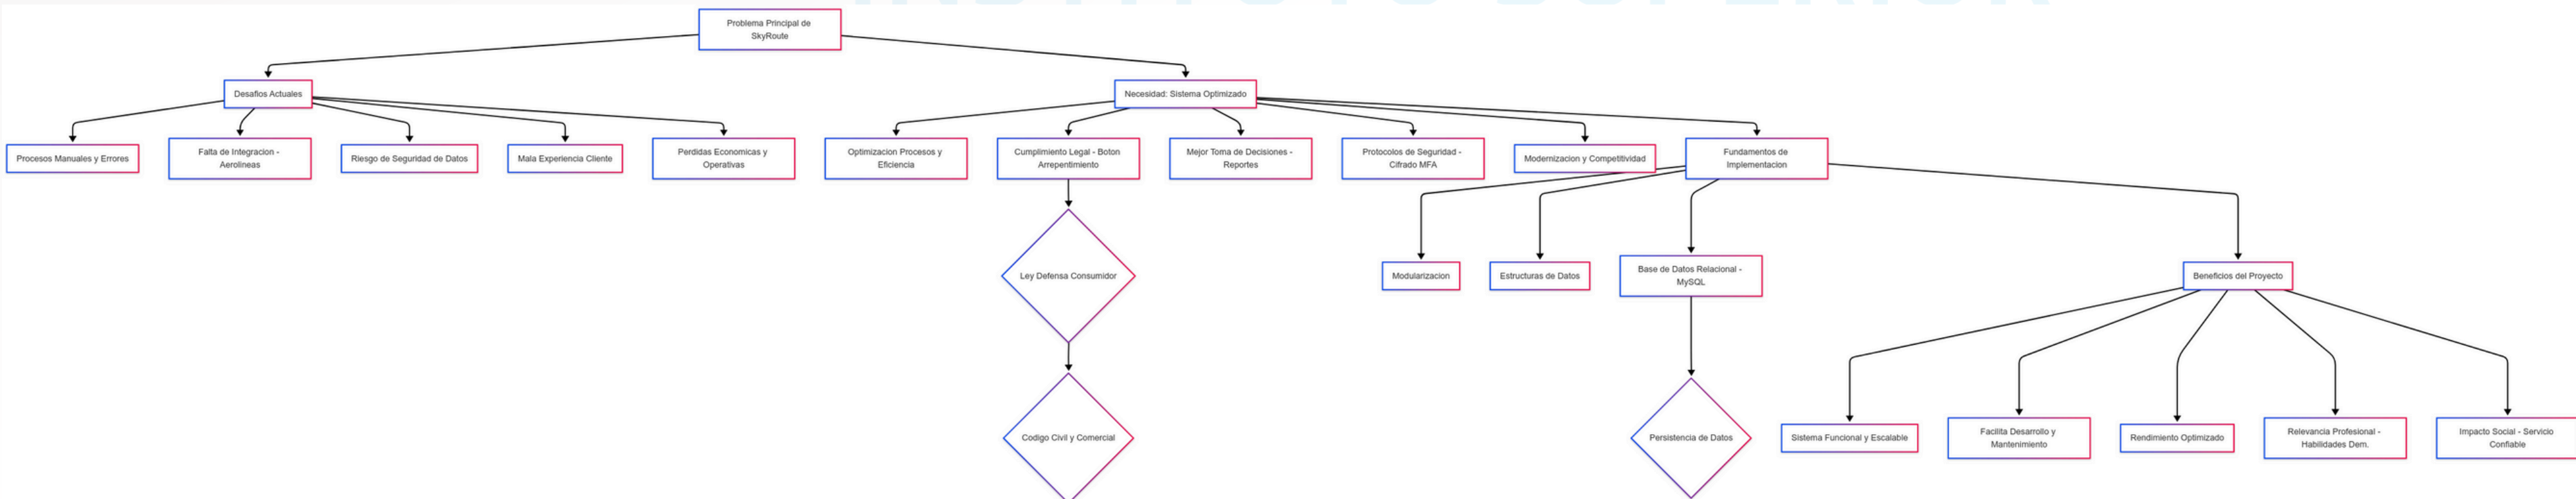 INSTITUTO SUPERIOR
Problema Principal de
SkyRoute
Desafios Actuales
Necesidad: Sistema Optimizado
Procesos Manuales y Errores
Falta de Integracion -
Aerolineas
Riesgo de Seguridad de Datos
Mala Experiencia Cliente
Perdidas Economicas y
Operativas
Optimizacion Procesos y
Eficiencia
Cumplimiento Legal - Boton
Arrepentimiento
Mejor Toma de Decisiones -
Reportes
Protocolos de Seguridad -
Cifrado MFA
Modernizacion y Competitividad
Fundamentos de
Implementacion
Ley Defensa Consumidor
Modularizacion
Estructuras de Datos
Base de Datos Relacional -
MySQL
Beneficios del Proyecto
Codigo Civil y Comercial
Persistencia de Datos
Sistema Funcional y Escalable
Facilita Desarrollo y
Mantenimiento
Rendimiento Optimizado
Relevancia Profesional -
Habilidades Dem.
Impacto Social - Servicio
Confiable